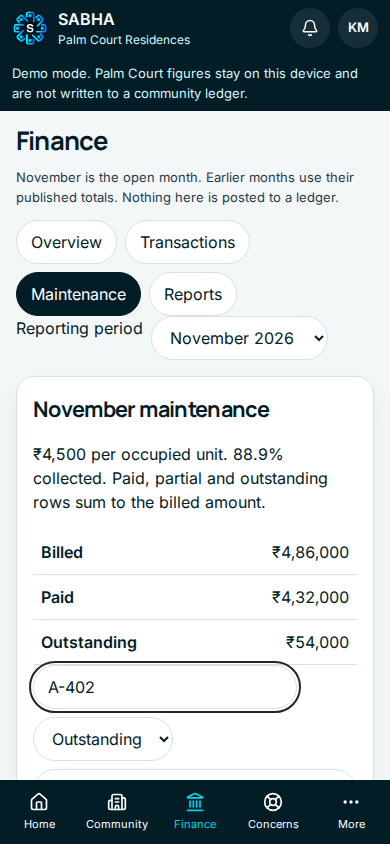 SABHA
Palm Court Residences
S
KM
Demo mode. Palm Court figures stay on this device and
are not written to a community ledger.
Finance
November is the open month. Earlier months use their
published totals. Nothing here is posted to a ledger.
Overview
Transactions
Maintenance
Reports
Reporting period
November 2026
November maintenance
₹4,500 per occupied unit. 88.9%
collected. Paid, partial and outstanding
rows sum to the billed amount.
Billed ₹4,86,000
Paid ₹4,32,000
Outstanding ₹54,000
A-402
Outstanding
Home
Community
Finance
Concerns
More